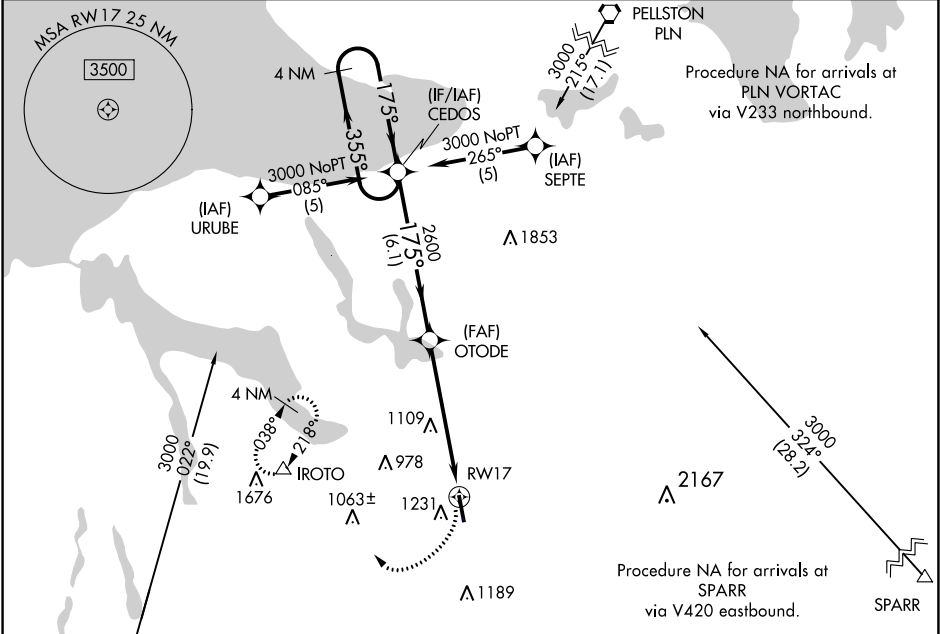 MSA RW17 25 NM
3500
PELLSTON
PLN
3000
215°
(17.1)
Procedure NA for arrivals at
PLN VORTAC
via V233 northbound.
4 NM
175°
355°
(IF/IAF)
CEDOS
3000 NoPT
265°
(5)
(IAF)
SEPTE
3000 NoPT
085°
(5)
(IAF)
URUBE
1853
2600
175°
(6.1)
(FAF)
OTODE
4 NM
038°
218°
IROTO
1676
3000
022°
(19.9)
1109
978
1063±
1231
RW17
2167
3000
324°
(28.2)
1189
Procedure NA for arrivals at
SPARR
via V420 eastbound.
SPARR